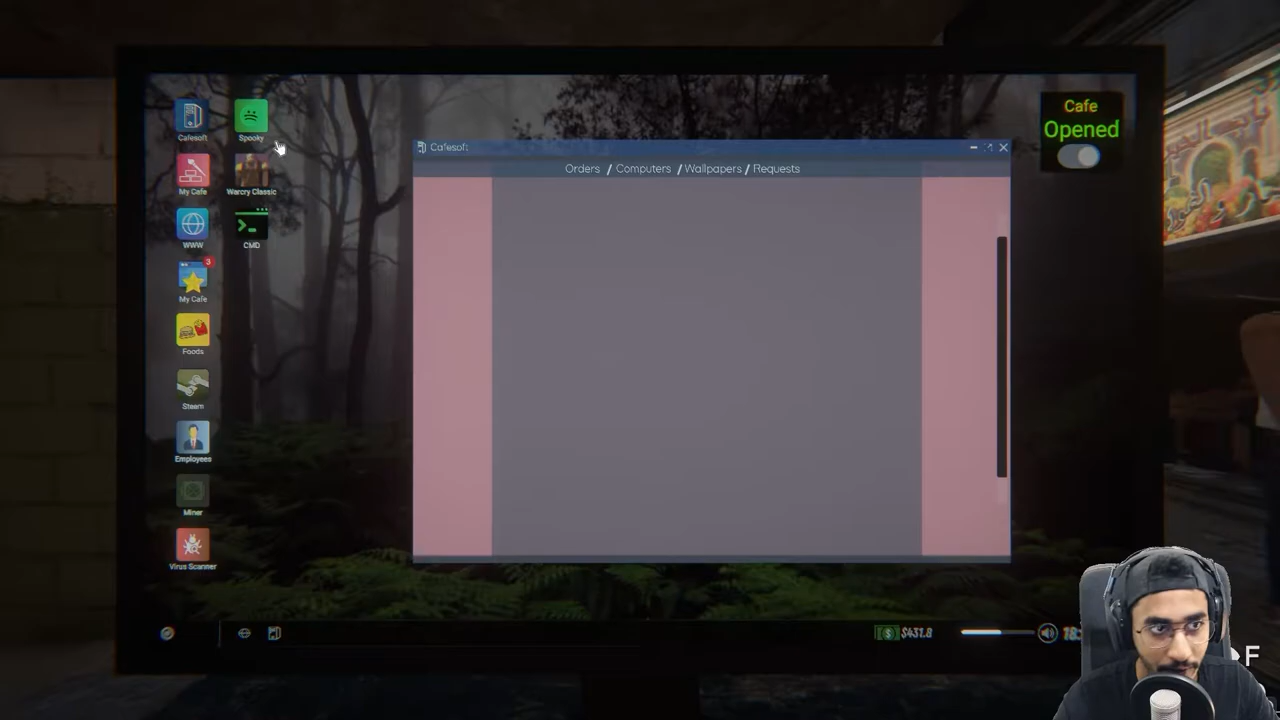 Cafesoft
Spooky
My Cafe
Warcry Classic
WWW
CMD
3
My Cafe
Foods
Steam
Employees
Miner
Virus Scanner
Cafesoft
Orders / Computers / Wallpapers / Requests
Cafe
Opened
$431.8
F